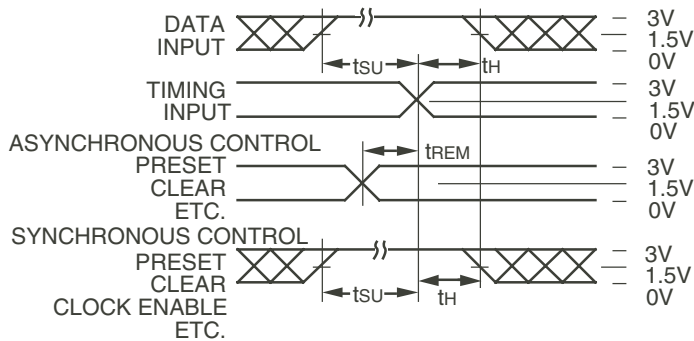 DATA
INPUT
3V
1.5V
0V
tSU
tH
TIMING
INPUT
3V
1.5V
0V
ASYNCHRONOUS CONTROL
PRESET
CLEAR
ETC.
tREM
3V
1.5V
0V
SYNCHRONOUS CONTROL
PRESET
CLEAR
CLOCK ENABLE
ETC.
tSU
tH
3V
1.5V
0V